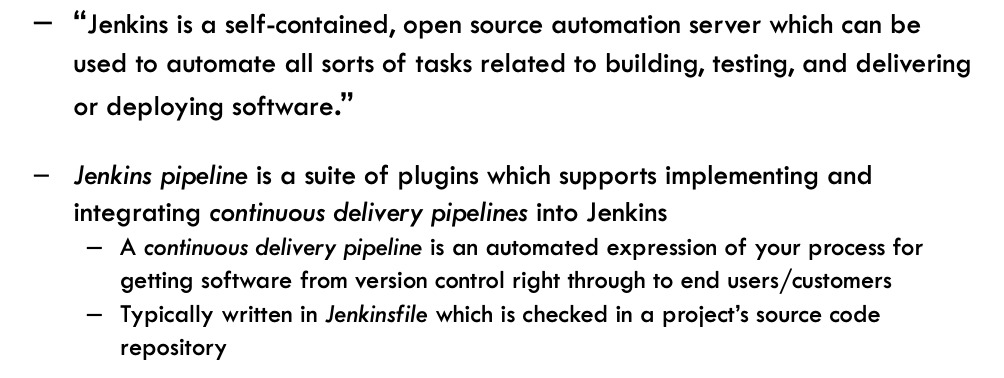 – “Jenkins is a self-contained, open source automation server which can be
used to automate all sorts of tasks related to building, testing, and delivering
or deploying software.”
– Jenkins pipeline is a suite of plugins which supports implementing and
integrating continuous delivery pipelines into Jenkins
– A continuous delivery pipeline is an automated expression of your process for
getting software from version control right through to end users/customers
– Typically written in Jenkinsfile which is checked in a project’s source code
repository